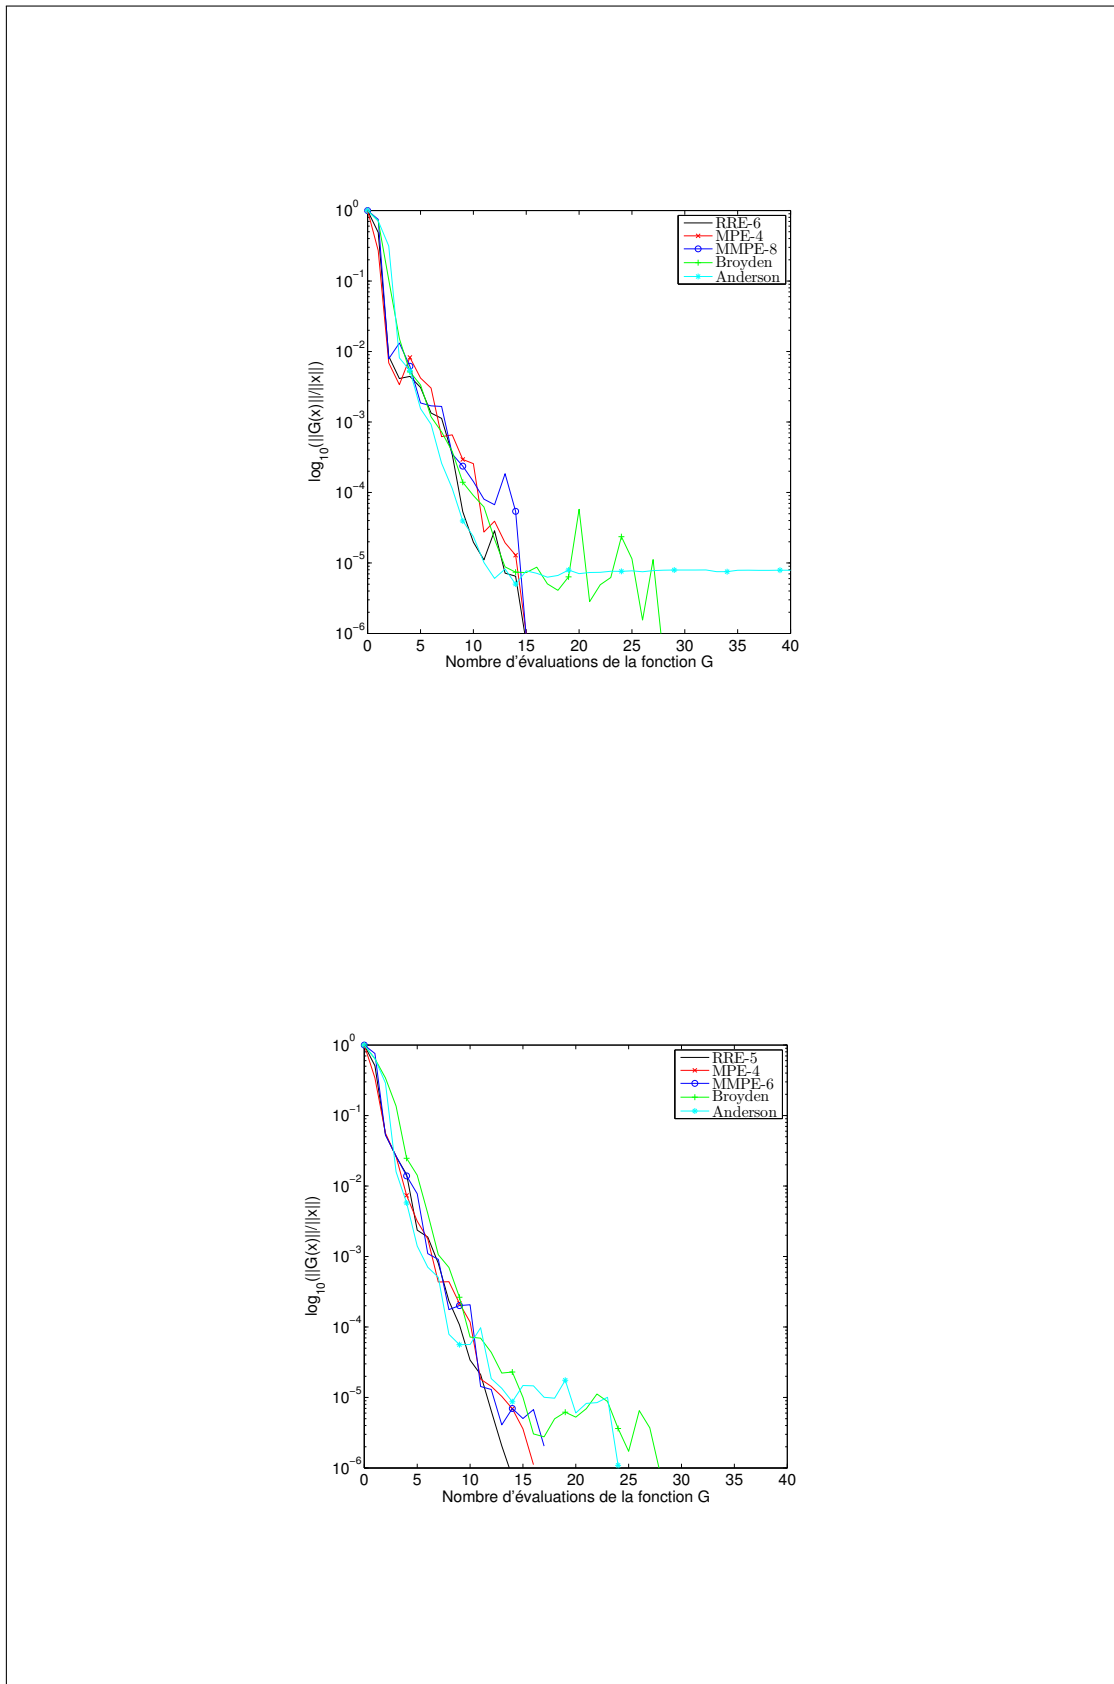 10^0
10^-1
10^-2
10^-3
10^-4
10^-5
10^-6
log_10(||G(x)||/||x||)
RRE-6
MPE-4
MMPE-8
Broyden
Anderson
0 5 10 15 20 25 30 35 40
Nombre d'évaluations de la fonction G
10^0
10^-1
10^-2
10^-3
10^-4
10^-5
10^-6
log_10(||G(x)||/||x||)
RRE-5
MPE-4
MMPE-6
Broyden
Anderson
0 5 10 15 20 25 30 35 40
Nombre d'évaluations de la fonction G